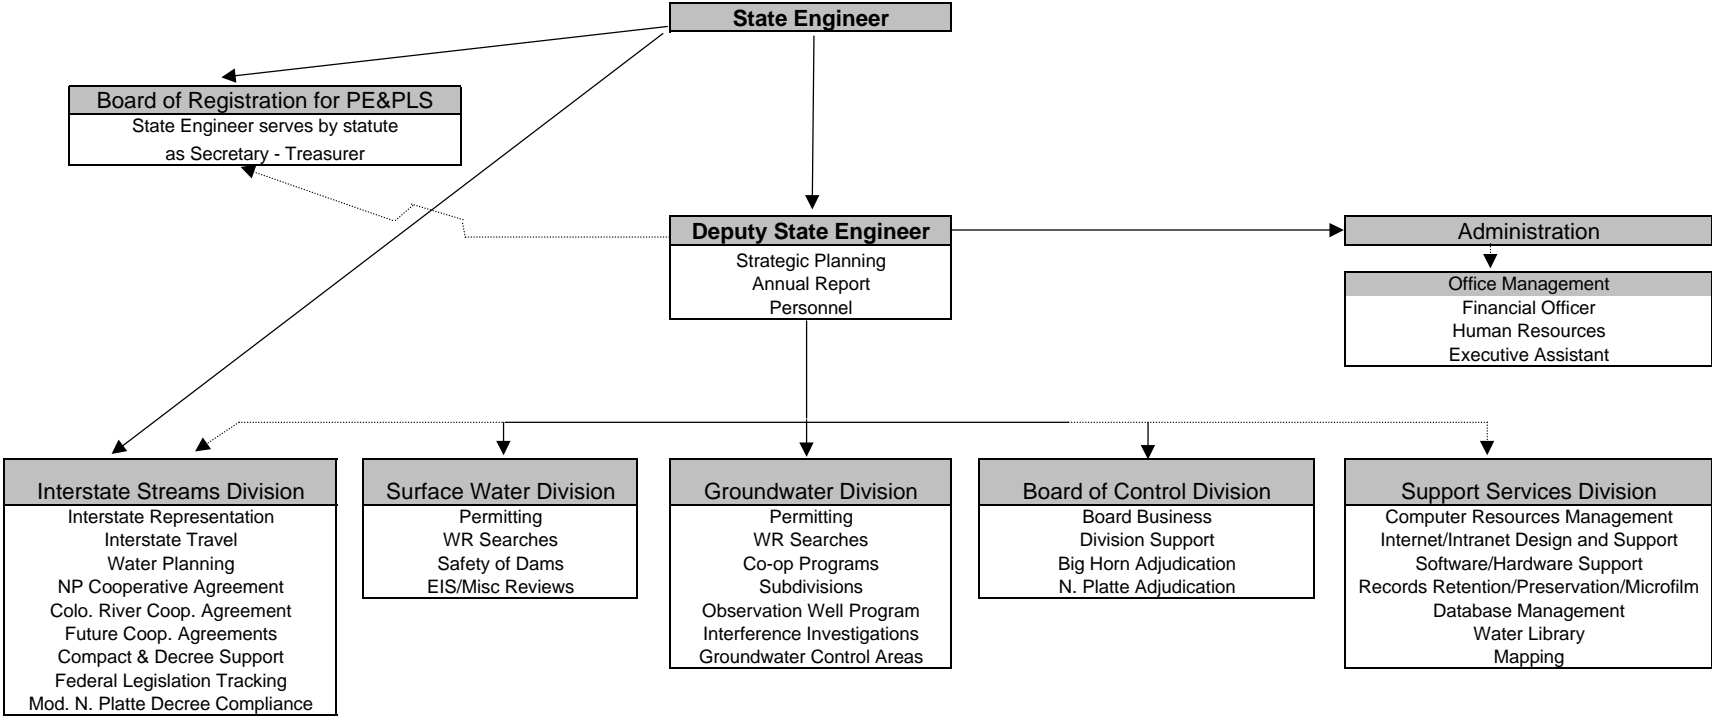 State Engineer
Board of Registration for PE&PLS
State Engineer serves by statute
as Secretary - Treasurer
Deputy State Engineer
Strategic Planning
Annual Report
Personnel
Administration
Office Management
Financial Officer
Human Resources
Executive Assistant
Interstate Streams Division
Interstate Representation
Interstate Travel
Water Planning
NP Cooperative Agreement
Colo. River Coop. Agreement
Future Coop. Agreements
Compact & Decree Support
Federal Legislation Tracking
Mod. N. Platte Decree Compliance
Surface Water Division
Permitting
WR Searches
Safety of Dams
EIS/Misc Reviews
Groundwater Division
Permitting
WR Searches
Co-op Programs
Subdivisions
Observation Well Program
Interference Investigations
Groundwater Control Areas
Board of Control Division
Board Business
Division Support
Big Horn Adjudication
N. Platte Adjudication
Support Services Division
Computer Resources Management
Internet/Intranet Design and Support
Software/Hardware Support
Records Retention/Preservation/Microfilm
Database Management
Water Library
Mapping